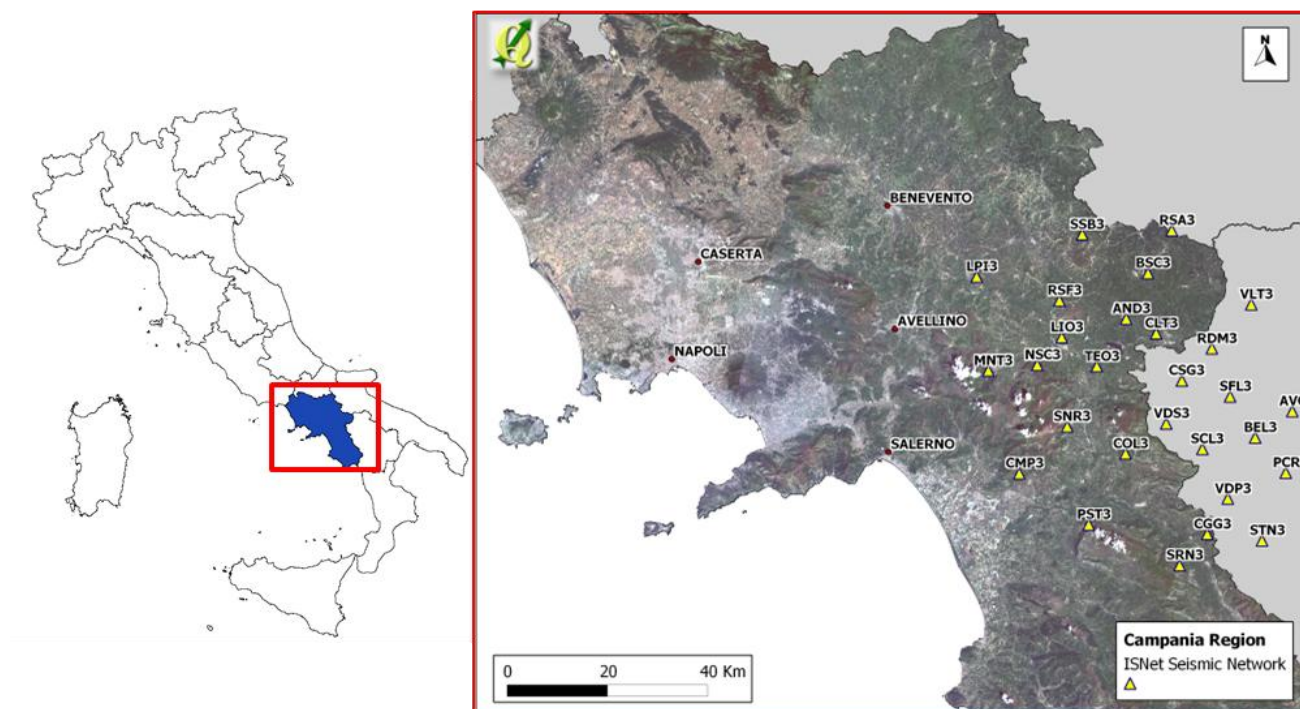 N
BENEVENTO
SSB3
RSA3
CASERTA
LPI3
BSC3
RSF3
VLT3
AND3
AVELLINO
LIO3
CLT3
RDM3
NAPOLI
MNT3
NSC3
TEO3
CSG3
SFL3
AVG
SNR3
VDS3
BEL3
SALERNO
COL3
SCL3
CMP3
PCR
VDP3
PST3
CGG3
STN3
SRN3
0 20 40 Km
Campania Region
ISNet Seismic Network